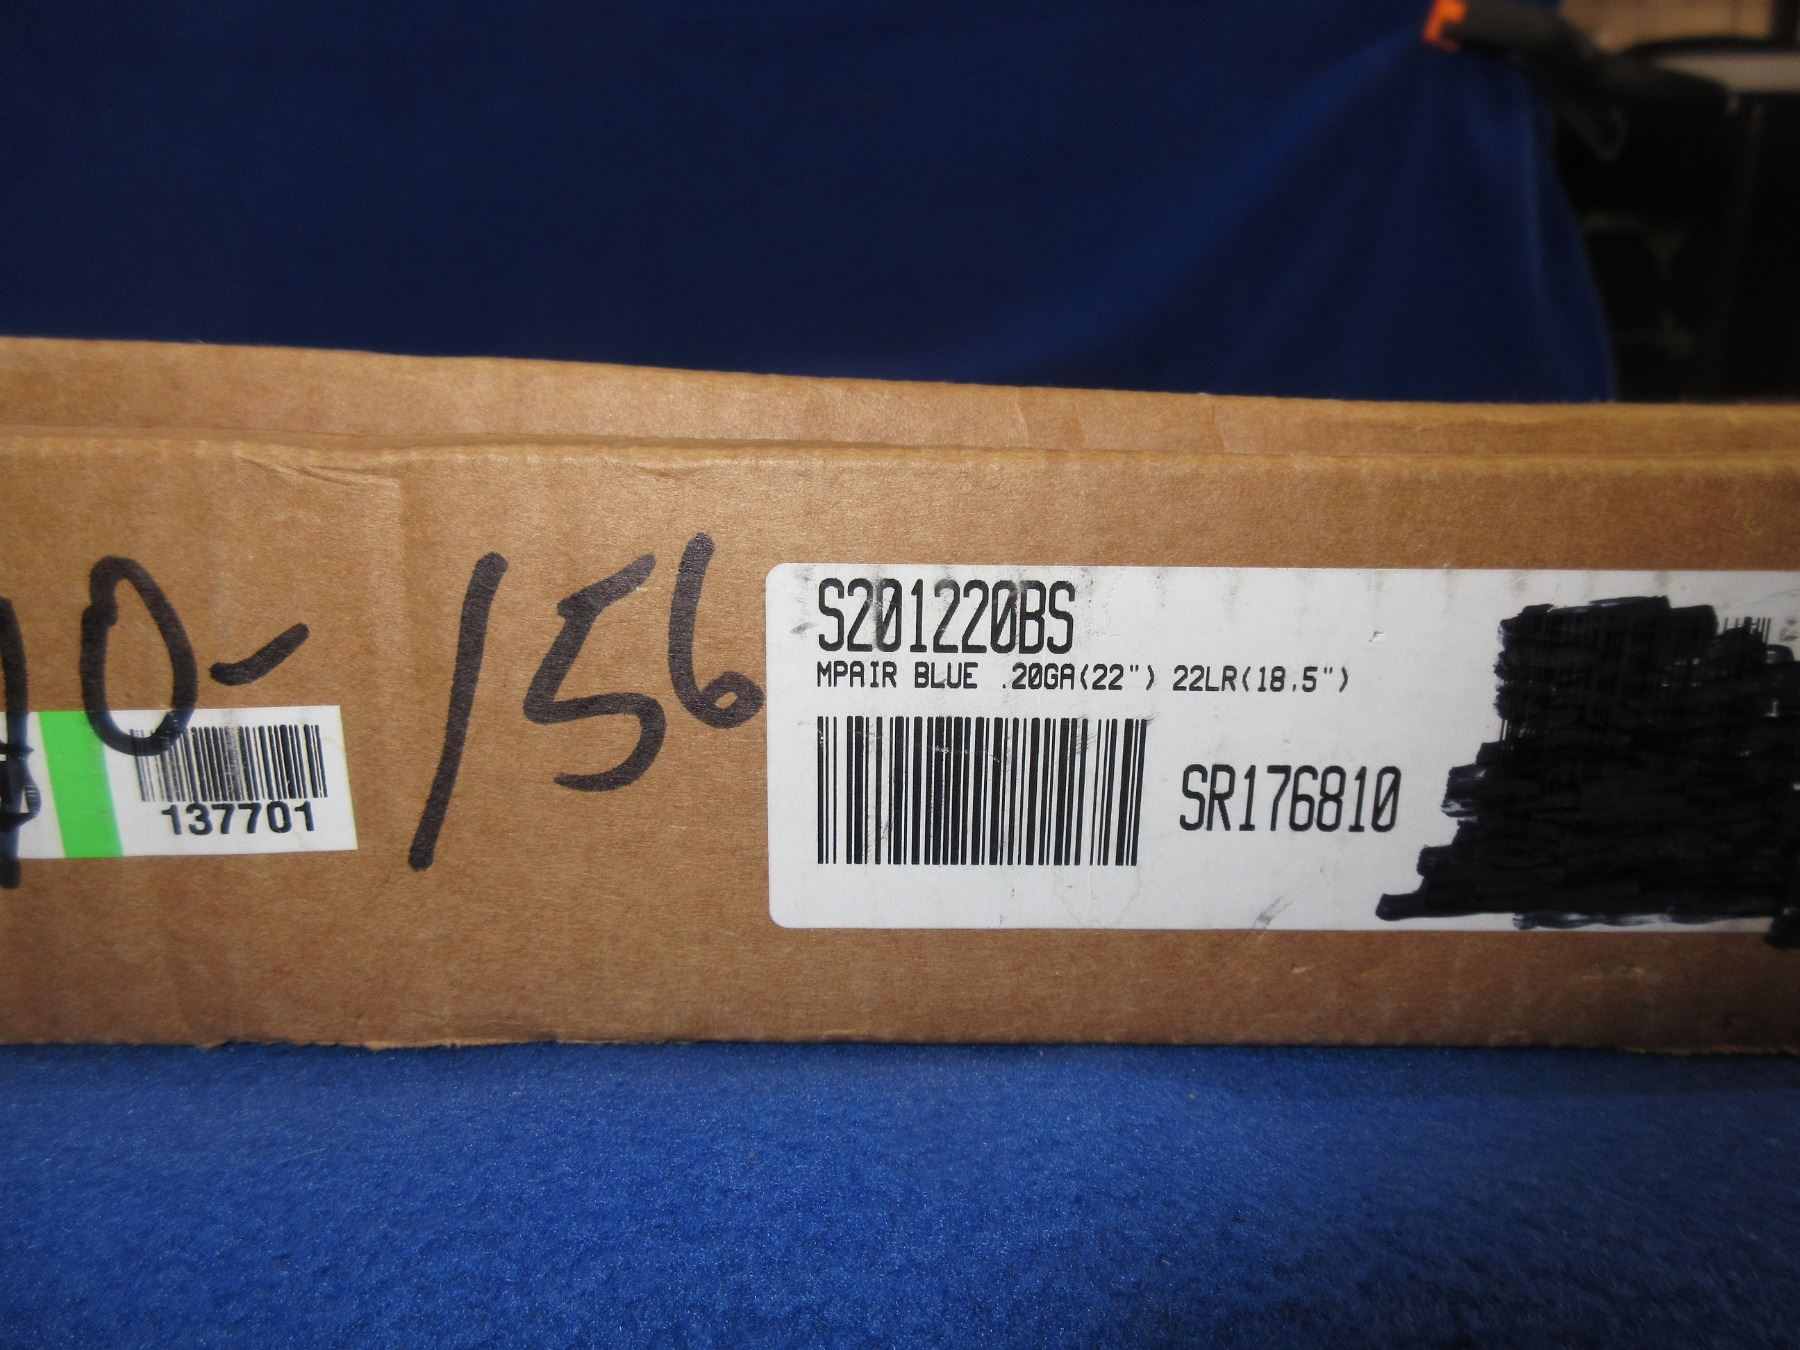 0-156
S201220BS
MPAIR BLUE .20GA(22") 22LR(18.5")
SR176810
137701